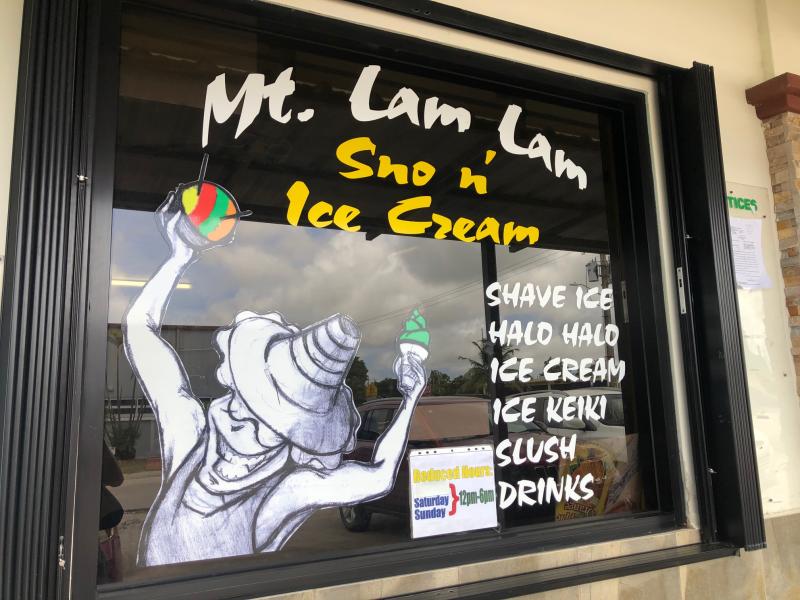 Mt. Lam Lam
Sno n'
Ice Cream
SHAVE ICE
HALO HALO
ICE CREAM
ICE KEIKI
SLUSH
DRINKS
Reduced Hours:
Saturday } 12pm-6pm
Sunday
TICES